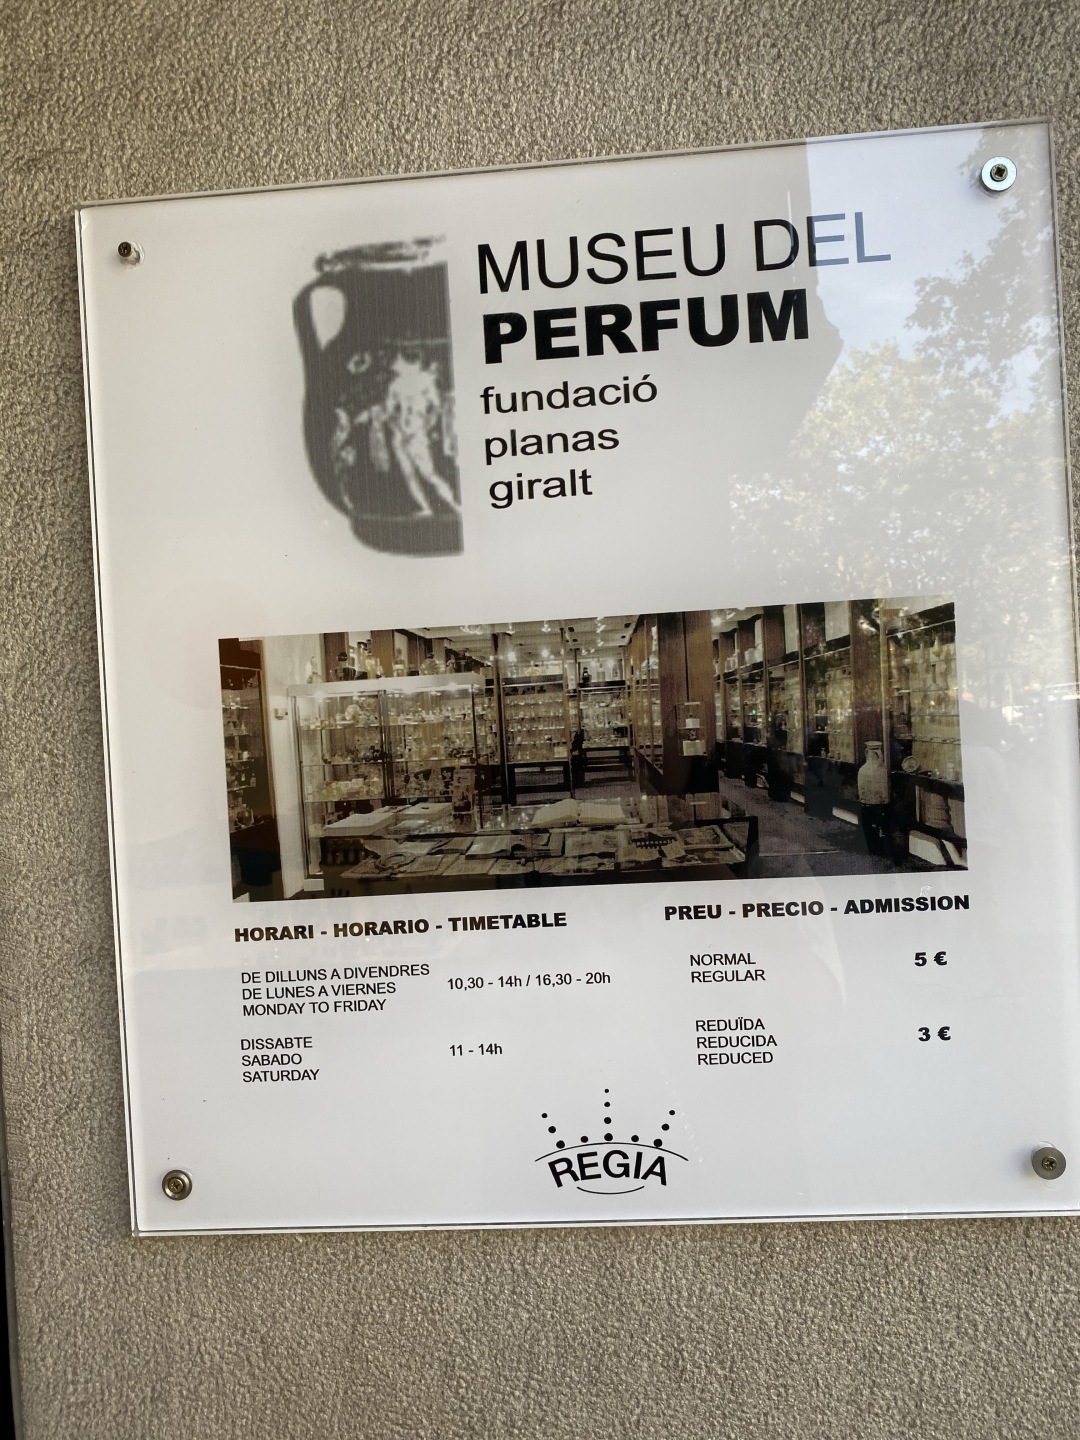 MUSEU DEL
PERFUM
fundació
planas
giralt
HORARI - HORARIO - TIMETABLE
DE DILLUNS A DIVENDRES
DE LUNES A VIERNES
MONDAY TO FRIDAY
10,30 - 14h / 16,30 - 20h
DISSABTE
SABADO
SATURDAY
11 - 14h
PREU - PRECIO - ADMISSION
NORMAL
REGULAR
5 €
REDUÏDA
REDUCIDA
REDUCED
3 €
REGIA